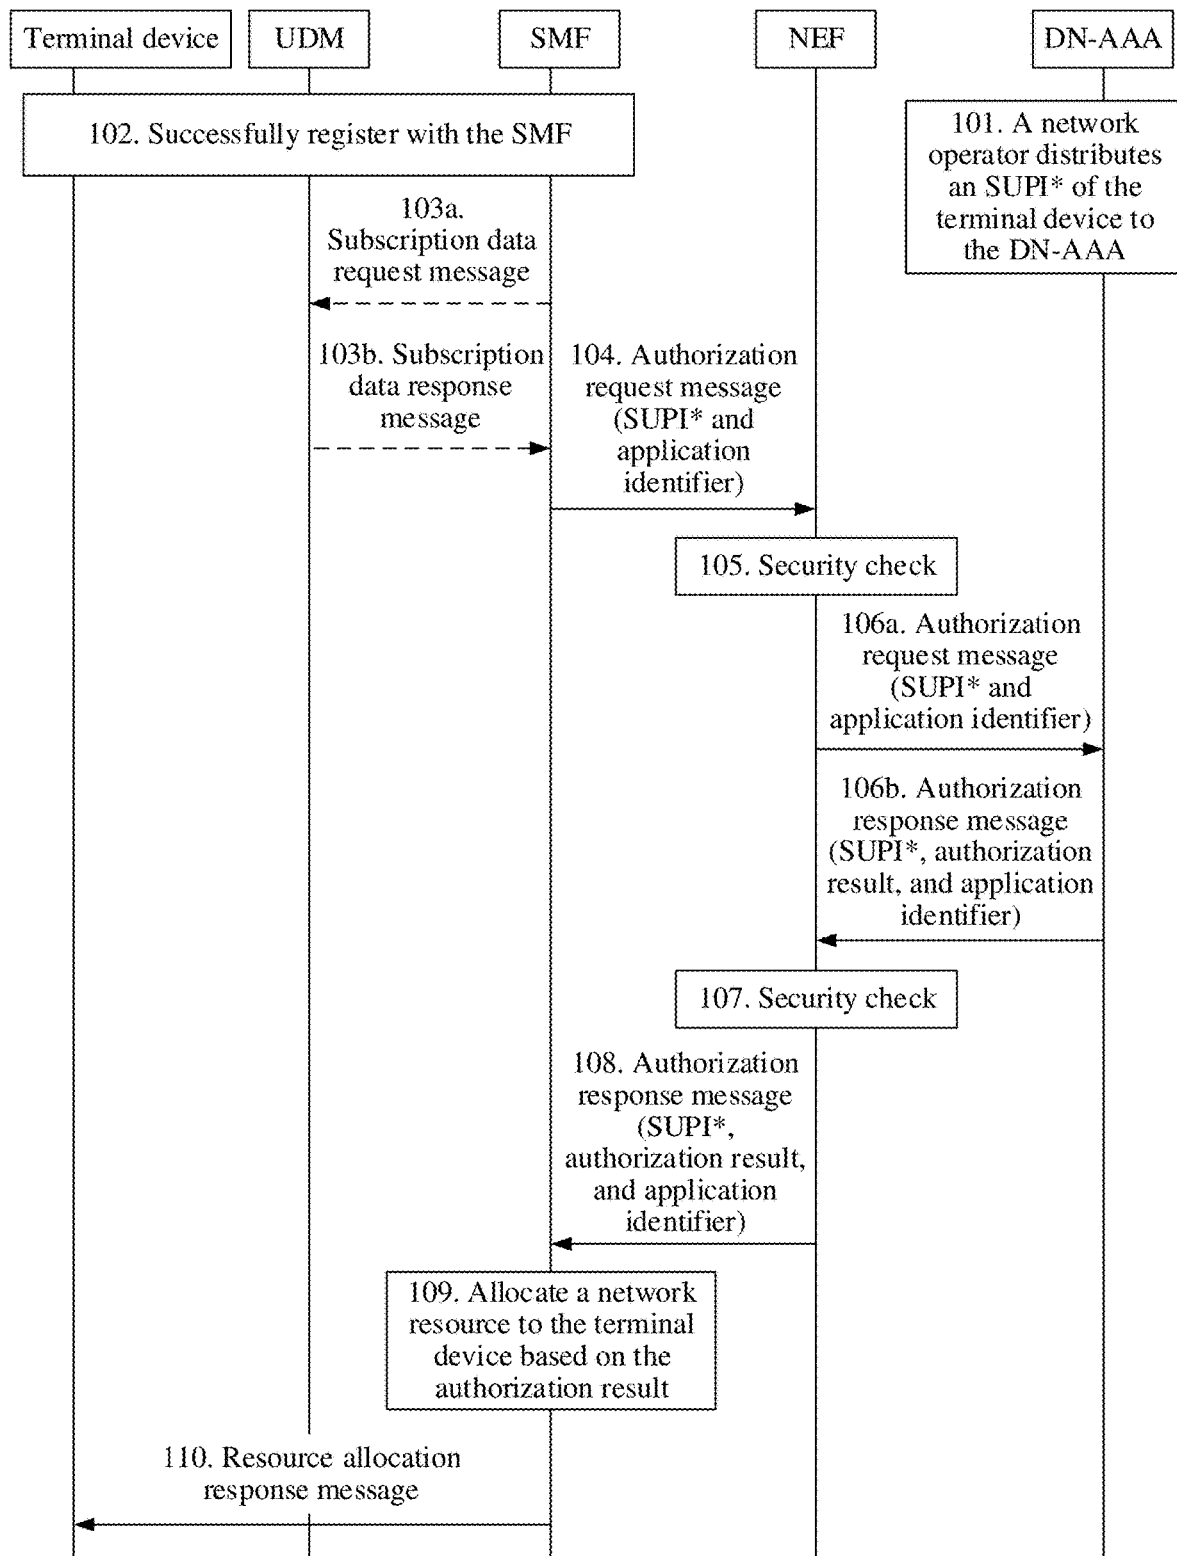 Terminal device
UDM
SMF
NEF
DN-AAA
101. A network
operator distributes
an SUPI* of the
terminal device to
the DN-AAA
102. Successfully register with the SMF
103a.
Subscription data
request message
103b. Subscription
data response
message
104. Authorization
request message
(SUPI* and
application
identifier)
105. Security check
106a. Authorization
request message
(SUPI* and
application identifier)
106b. Authorization
response message
(SUPI*, authorization
result, and application
identifier)
107. Security check
108. Authorization
response message
(SUPI*,
authorization result,
and application
identifier)
109. Allocate a network
resource to the terminal
device based on the
authorization result
110. Resource allocation
response message